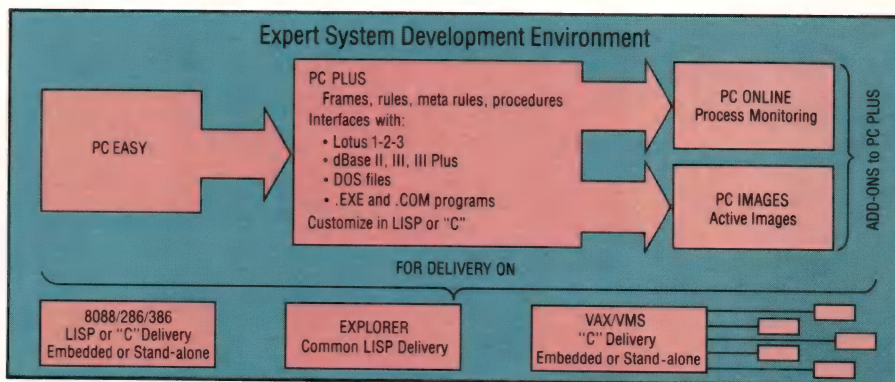 Expert System Development Environment
PC EASY
PC PLUS
Frames, rules, meta rules, procedures
Interfaces with:
• Lotus 1-2-3
• dBase II, III, III Plus
• DOS files
• .EXE and .COM programs
Customize in LISP or "C"
PC ONLINE
Process Monitoring
PC IMAGES
Active Images
ADD-ONS to PC PLUS
FOR DELIVERY ON
8088/286/386
LISP or "C" Delivery
Embedded or Stand-alone
EXPLORER
Common LISP Delivery
VAX/VMS
"C" Delivery
Embedded or Stand-alone